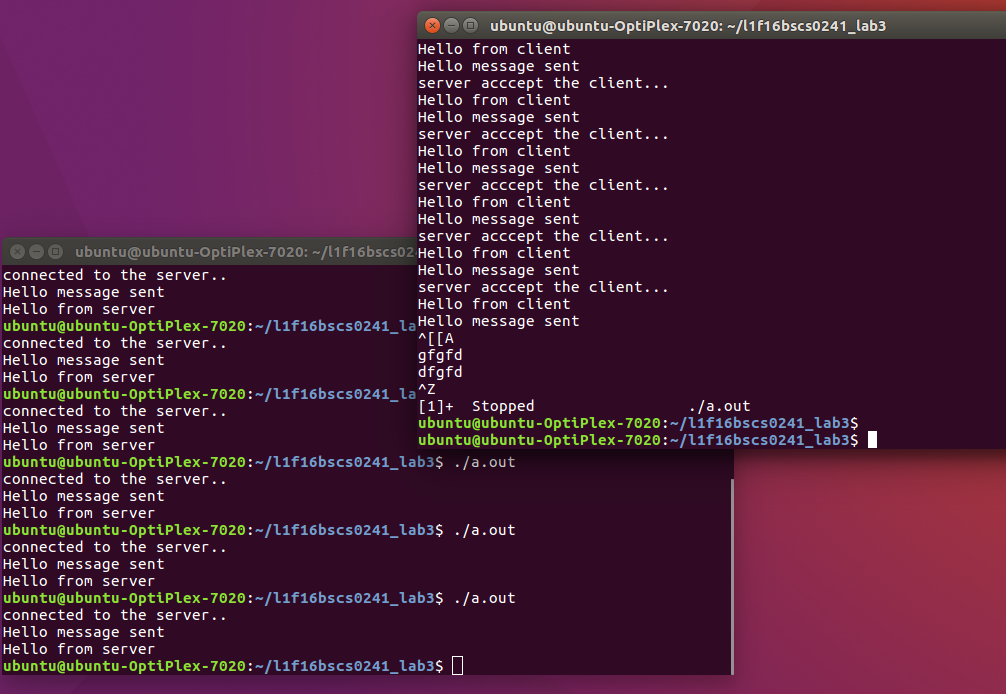 ubuntu@ubuntu-OptiPlex-7020: ~/l1f16bscs0241_lab3
Hello from client
Hello message sent
server acccept the client...
Hello from client
Hello message sent
server acccept the client...
Hello from client
Hello message sent
server acccept the client...
Hello from client
Hello message sent
server acccept the client...
Hello from client
Hello message sent
server acccept the client...
Hello from client
Hello message sent
^[[A
gfgfd
dfgfd
^Z
[1]+  Stopped                 ./a.out
ubuntu@ubuntu-OptiPlex-7020:~/l1f16bscs0241_lab3$
ubuntu@ubuntu-OptiPlex-7020:~/l1f16bscs0241_lab3$
ubuntu@ubuntu-OptiPlex-7020: ~/l1f16bscs02
connected to the server..
Hello message sent
Hello from server
ubuntu@ubuntu-OptiPlex-7020:~/l1f16bscs0241_la
connected to the server..
Hello message sent
Hello from server
ubuntu@ubuntu-OptiPlex-7020:~/l1f16bscs0241_la
connected to the server..
Hello message sent
Hello from server
ubuntu@ubuntu-OptiPlex-7020:~/l1f16bscs0241_lab3$ ./a.out
connected to the server..
Hello message sent
Hello from server
ubuntu@ubuntu-OptiPlex-7020:~/l1f16bscs0241_lab3$ ./a.out
connected to the server..
Hello message sent
Hello from server
ubuntu@ubuntu-OptiPlex-7020:~/l1f16bscs0241_lab3$ ./a.out
connected to the server..
Hello message sent
Hello from server
ubuntu@ubuntu-OptiPlex-7020:~/l1f16bscs0241_lab3$